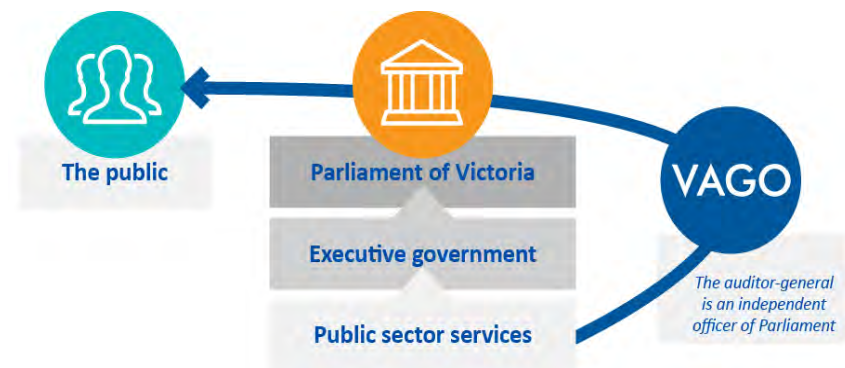 The public
Parliament of Victoria
Executive government
Public sector services
VAGO
The auditor-general
is an independent
officer of Parliament